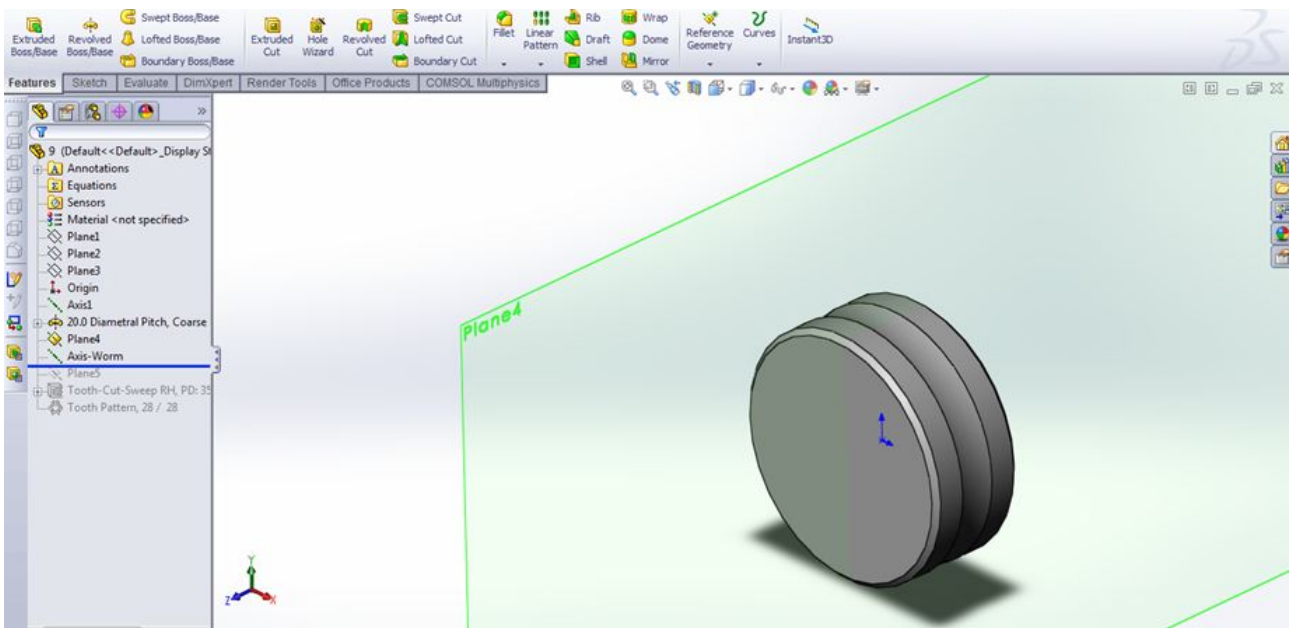 Extruded Boss/Base
Revolved Boss/Base
Swept Boss/Base
Lofted Boss/Base
Boundary Boss/Base
Extruded Cut
Hole Wizard
Revolved Cut
Swept Cut
Lofted Cut
Boundary Cut
Fillet
Linear Pattern
Rib
Draft
Shell
Wrap
Dome
Mirror
Reference Geometry
Curves
Instant3D
Features
Sketch
Evaluate
DimXpert
Render Tools
Office Products
COMSOL Multiphysics
9 (Default<<Default>_Display St
Annotations
Equations
Sensors
Material <not specified>
Plane1
Plane2
Plane3
Origin
Axis1
20.0 Diametral Pitch, Coarse
Plane4
Axis-Worm
Plane5
Tooth-Cut-Sweep RH, PD: 35
Tooth Pattern, 28 / 28
Plane4
Y
Z
X